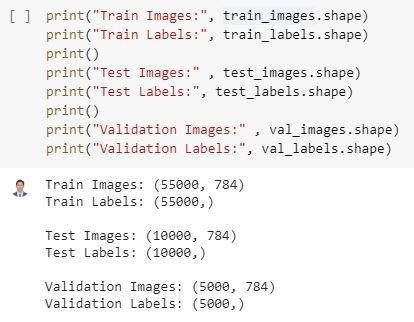 [ ] print("Train Images:", train_images.shape)
print("Train Labels:", train_labels.shape)
print()
print("Test Images:" , test_images.shape)
print("Test Labels:", test_labels.shape)
print()
print("Validation Images:" , val_images.shape)
print("Validation Labels:", val_labels.shape)
Train Images: (55000, 784)
Train Labels: (55000,)
Test Images: (10000, 784)
Test Labels: (10000,)
Validation Images: (5000, 784)
Validation Labels: (5000,)